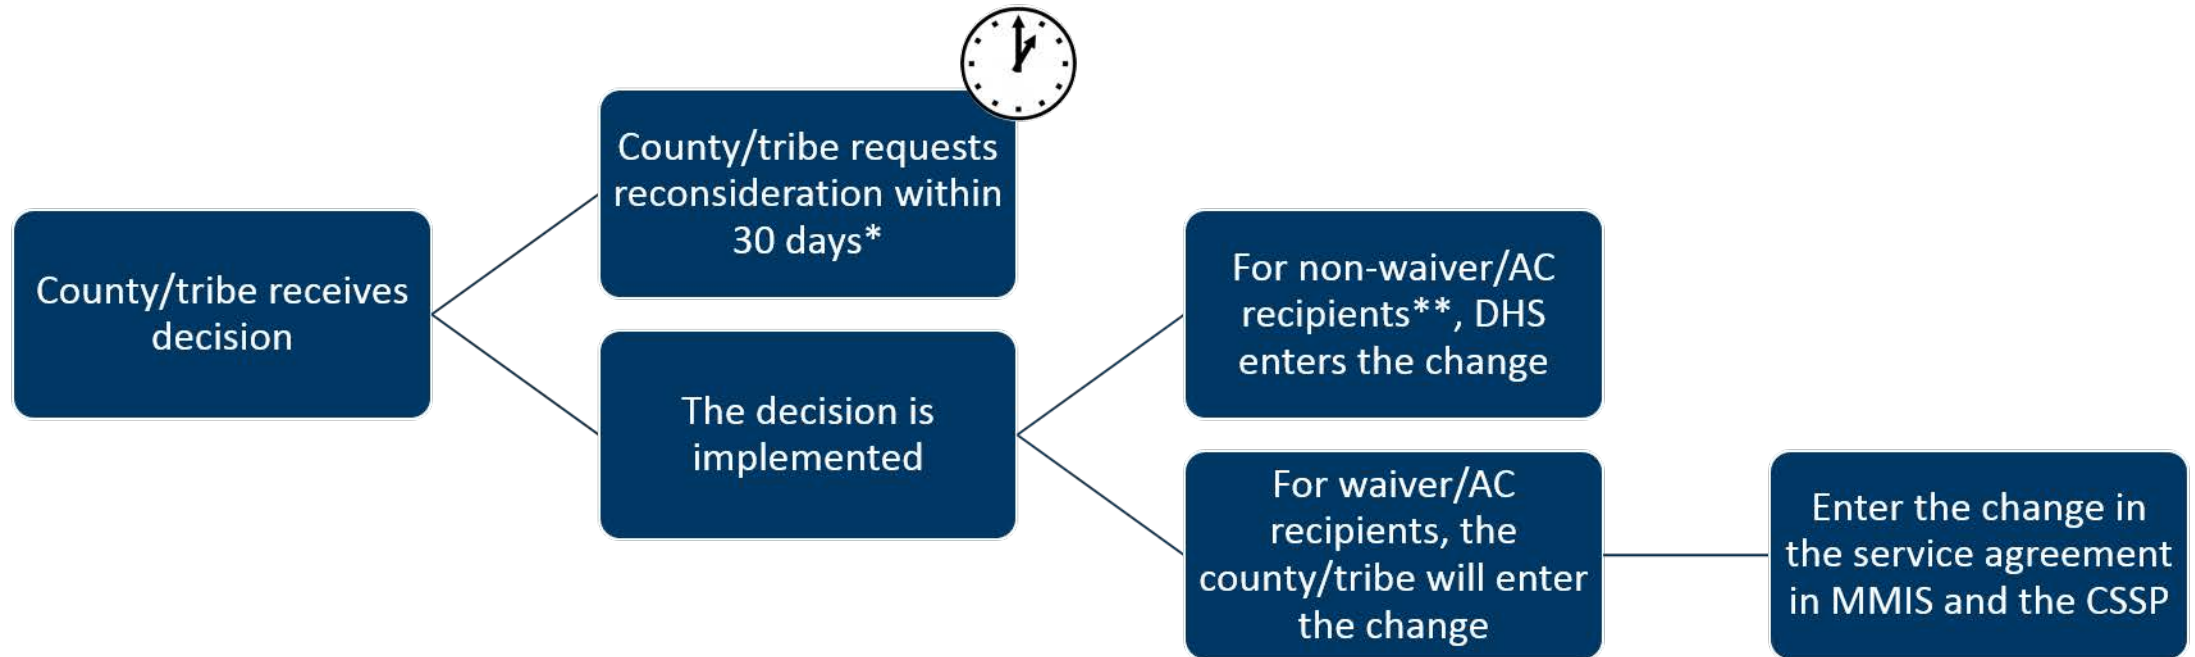 County/tribe receives
decision
County/tribe requests
reconsideration within
30 days*
The decision is
implemented
For non-waiver/AC
recipients**, DHS
enters the change
For waiver/AC
recipients, the
county/tribe will enter
the change
Enter the change in
the service agreement
in MMIS and the CSSP